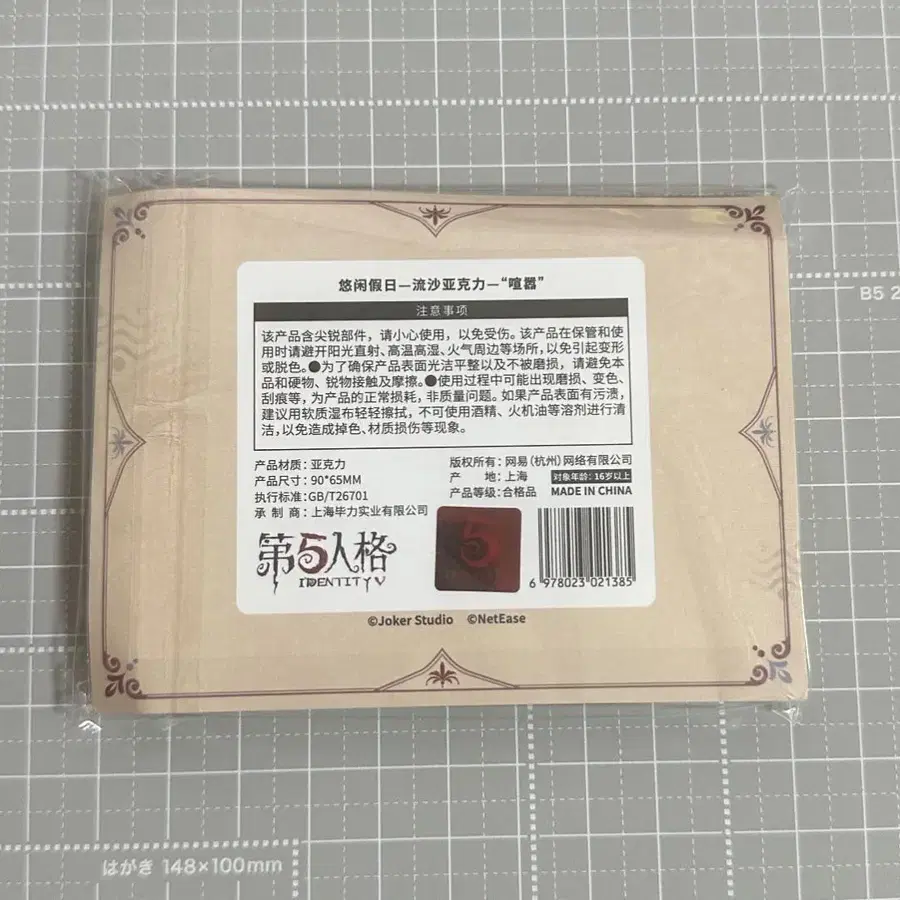 悠闲假日—流沙亚克力—“喧嚣”
注意事项
该产品含尖锐部件，请小心使用，以免受伤。该产品在保管和使
用时请避开阳光直射、高温高湿、火气周边等场所，以免引起变形
或脱色。●为了确保产品表面光洁平整以及不被磨损，请避免本
品和硬物、锐物接触及摩擦。●使用过程中可能出现磨损、变色、
刮痕等，为产品的正常损耗，非质量问题。如果产品表面有污渍，
建议用软质湿布轻轻擦拭，不可使用酒精、火机油等溶剂进行清
洁，以免造成掉色、材质损伤等现象。
产品材质：亚克力
产品尺寸：90*65MM
执行标准：GB/T26701
承制商：上海毕力实业有限公司
版权所有：网易（杭州）网络有限公司
产地：上海 对象年龄：16岁以上
产品等级：合格品 MADE IN CHINA
第5人格
IDENTITY V
5
6 978023 021385
©Joker Studio ©NetEase
B5 2
はがき 148×100mm